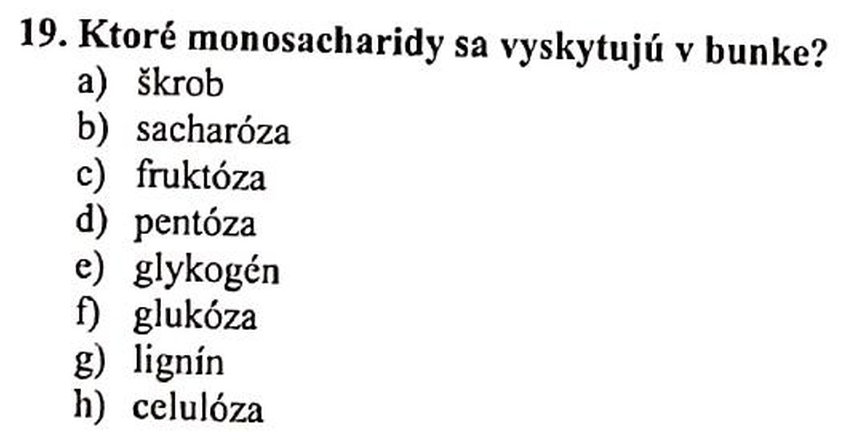 19. Ktoré monosacharidy sa vyskytujú v bunke?
a) škrob
b) sacharóza
c) fruktóza
d) pentóza
e) glykogén
f) glukóza
g) lignín
h) celulóza